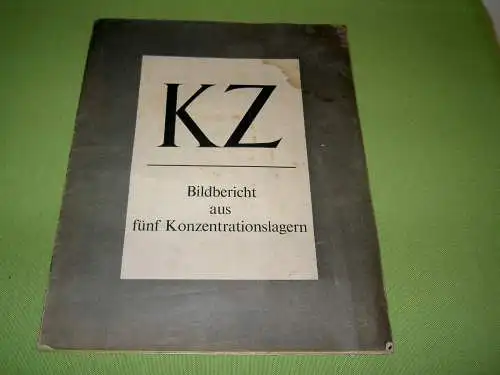 KZ
Bildbericht
aus
fünf Konzentrationslagern